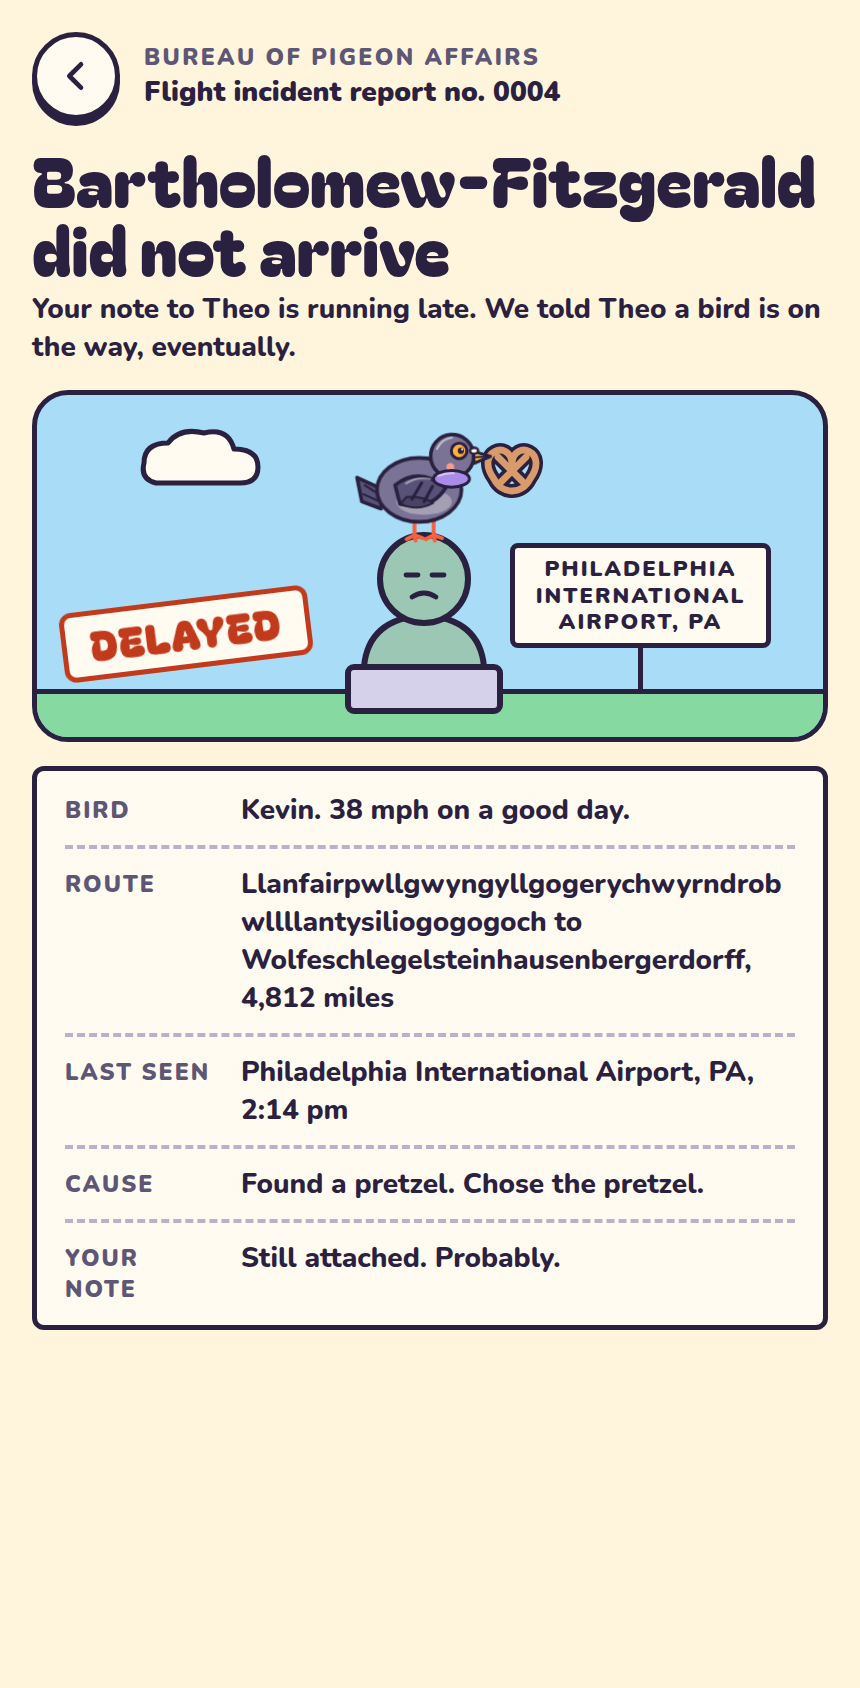 BUREAU OF PIGEON AFFAIRS
Flight incident report no. 0004
Bartholomew-Fitzgerald
did not arrive
Your note to Theo is running late. We told Theo a bird is on
the way, eventually.
PHILADELPHIA
INTERNATIONAL
AIRPORT, PA
DELAYED
BIRD
Kevin. 38 mph on a good day.
ROUTE
Llanfairpwllgwyngyllgogerychwyrndrob
wllllantysiliogogogoch to
Wolfeschlegelsteinhausenbergerdorff,
4,812 miles
LAST SEEN
Philadelphia International Airport, PA,
2:14 pm
CAUSE
Found a pretzel. Chose the pretzel.
YOUR
NOTE
Still attached. Probably.